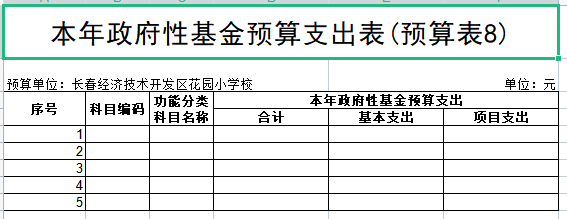 本年政府性基金预算支出表(预算表8)
预算单位：长春经济技术开发区花园小学校 单位：元
序号 科目编码 功能分类科目名称 本年政府性基金预算支出
合计 基本支出 项目支出
1
2
3
4
5